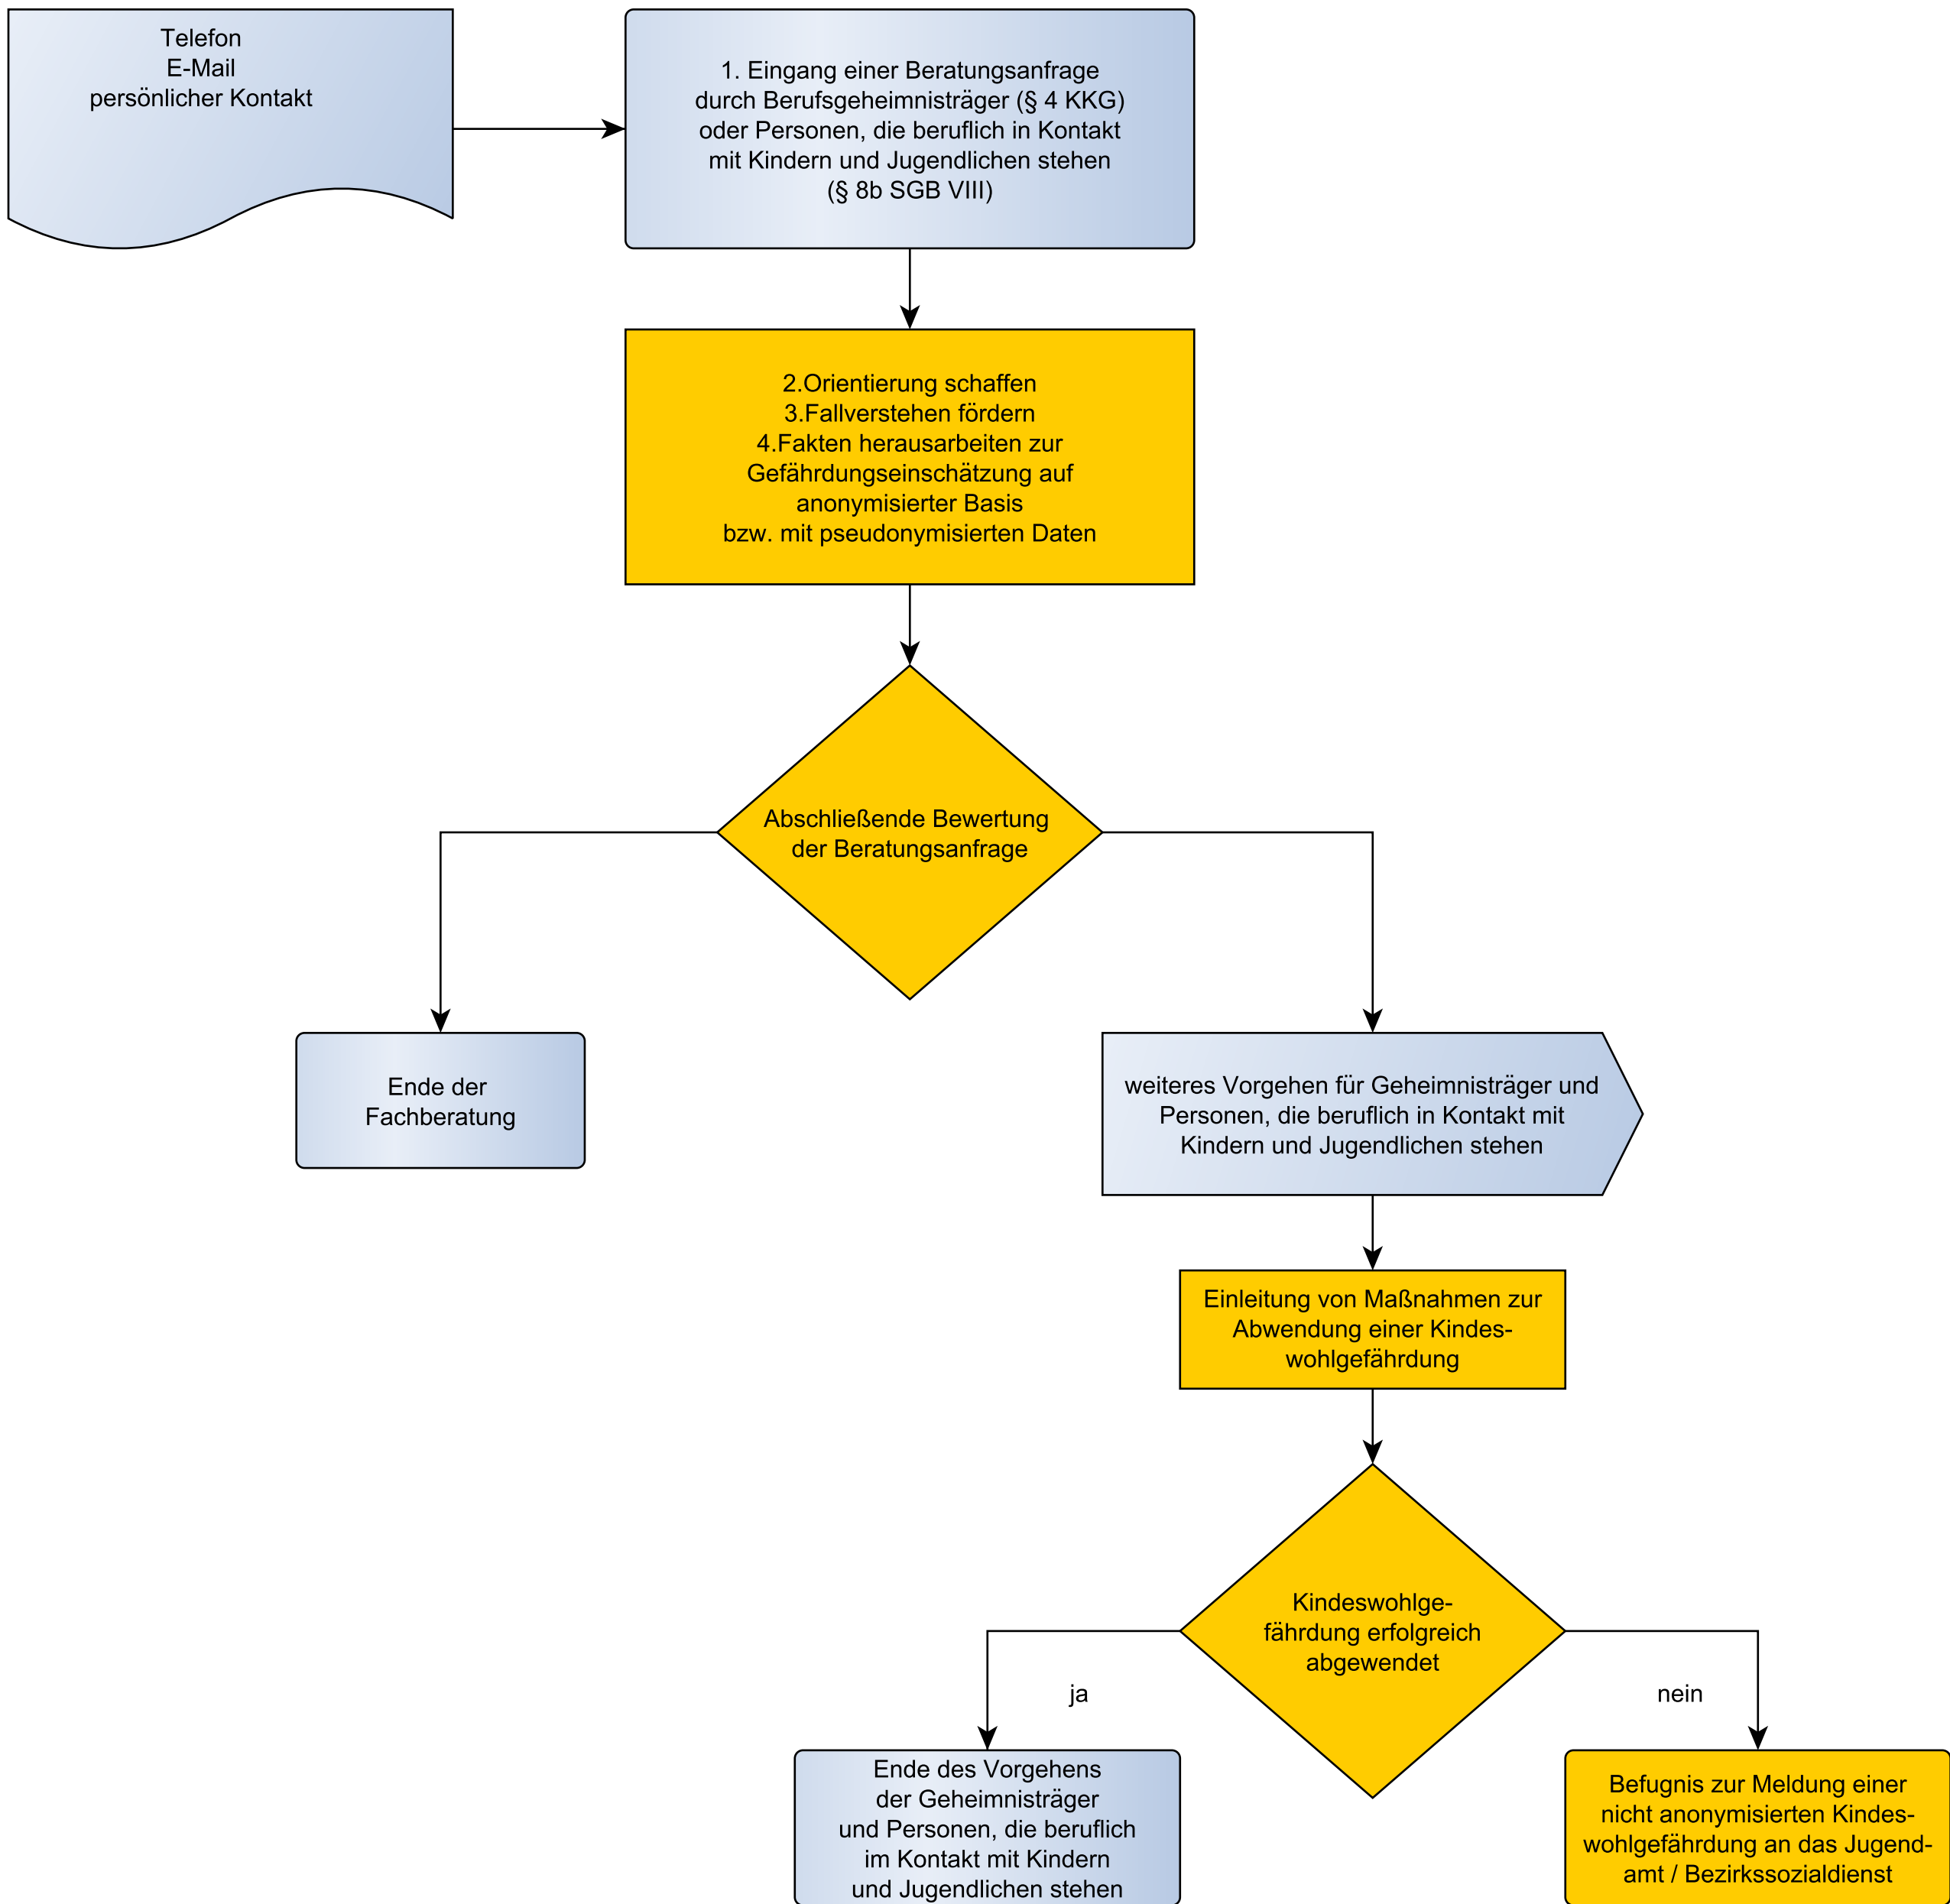 Telefon
E-Mail
persönlicher Kontakt
1. Eingang einer Beratungsanfrage
durch Berufsgeheimnisträger (§ 4 KKG)
oder Personen, die beruflich in Kontakt
mit Kindern und Jugendlichen stehen
(§ 8b SGB VIII)
2.Orientierung schaffen
3.Fallverstehen fördern
4.Fakten herausarbeiten zur
Gefährdungseinschätzung auf
anonymisierter Basis
bzw. mit pseudonymisierten Daten
Abschließende Bewertung
der Beratungsanfrage
Ende der
Fachberatung
weiteres Vorgehen für Geheimnisträger und
Personen, die beruflich in Kontakt mit
Kindern und Jugendlichen stehen
Einleitung von Maßnahmen zur
Abwendung einer Kindes-
wohlgefährdung
Kindeswohlge-
fährdung erfolgreich
abgewendet
ja
nein
Ende des Vorgehens
der Geheimnisträger
und Personen, die beruflich
im Kontakt mit Kindern
und Jugendlichen stehen
Befugnis zur Meldung einer
nicht anonymisierten Kindes-
wohlgefährdung an das Jugend-
amt / Bezirkssozialdienst